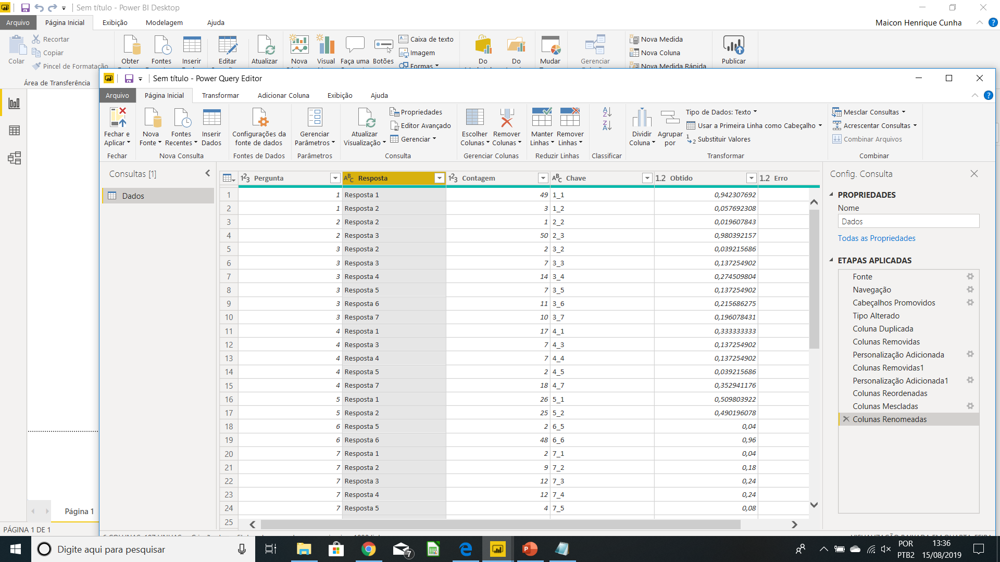 Sem título - Power BI Desktop
Arquivo Página Inicial Exibição Modelagem Ajuda Maicon Henrique Cunha
Colar Recortar Copiar Pincel de Formatação
Área de Transferência
Obter Fontes Inserir Editar Atualizar Nova Visual Faça uma Botões
Caixa de texto
Imagem
Formas
Do Do Mudar Gerenciar
Nova Medida
Nova Coluna
Nova Medida Rápida
Publicar
Sem título - Power Query Editor
Arquivo Página Inicial Transformar Adicionar Coluna Exibição Ajuda
Fechar e Aplicar
Nova Fonte
Fontes Recentes
Inserir Dados
Configurações da fonte de dados
Gerenciar Parâmetros
Atualizar Visualização
Propriedades
Editor Avançado
Gerenciar
Escolher Colunas
Remover Colunas
Manter Linhas
Remover Linhas
Dividir Coluna
Agrupar por
Tipo de Dados: Texto
Usar a Primeira Linha como Cabeçalho
1 2 Substituir Valores
Mesclar Consultas
Acrescentar Consultas
Combinar Arquivos
Fechar Nova Consulta Fontes de Dados Parâmetros Consulta Gerenciar Colunas Reduzir Linhas Classificar Transformar Combinar
Consultas [1]
Dados
123 Pergunta ABC Resposta 123 Contagem ABC Chave 1.2 Obtido 1.2 Erro
1 1 Resposta 1 49 1_1 0,942307692
2 1 Resposta 2 3 1_2 0,057692308
3 2 Resposta 2 1 2_2 0,019607843
4 2 Resposta 3 50 2_3 0,980392157
5 3 Resposta 2 2 3_2 0,039215686
6 3 Resposta 3 7 3_3 0,137254902
7 3 Resposta 4 14 3_4 0,274509804
8 3 Resposta 5 7 3_5 0,137254902
9 3 Resposta 6 11 3_6 0,215686275
10 3 Resposta 7 10 3_7 0,196078431
11 4 Resposta 1 17 4_1 0,333333333
12 4 Resposta 3 7 4_3 0,137254902
13 4 Resposta 4 7 4_4 0,137254902
14 4 Resposta 5 2 4_5 0,039215686
15 4 Resposta 7 18 4_7 0,352941176
16 5 Resposta 1 26 5_1 0,509803922
17 5 Resposta 2 25 5_2 0,490196078
18 6 Resposta 5 2 6_5 0,04
19 6 Resposta 6 48 6_6 0,96
20 7 Resposta 1 2 7_1 0,04
21 7 Resposta 2 9 7_2 0,18
22 7 Resposta 3 12 7_3 0,24
23 7 Resposta 4 12 7_4 0,24
24 7 Resposta 5 4 7_5 0,08
25
Config. Consulta
PROPRIEDADES
Nome
Dados
Todas as Propriedades
ETAPAS APLICADAS
Fonte
Navegação
Cabeçalhos Promovidos
Tipo Alterado
Coluna Duplicada
Colunas Removidas
Personalização Adicionada
Colunas Removidas1
Personalização Adicionada1
Colunas Reordenadas
Colunas Mescladas
Colunas Renomeadas
Página 1
PÁGINA 1 DE 1
Digite aqui para pesquisar
7
POR
PTB2
13:36
15/08/2019